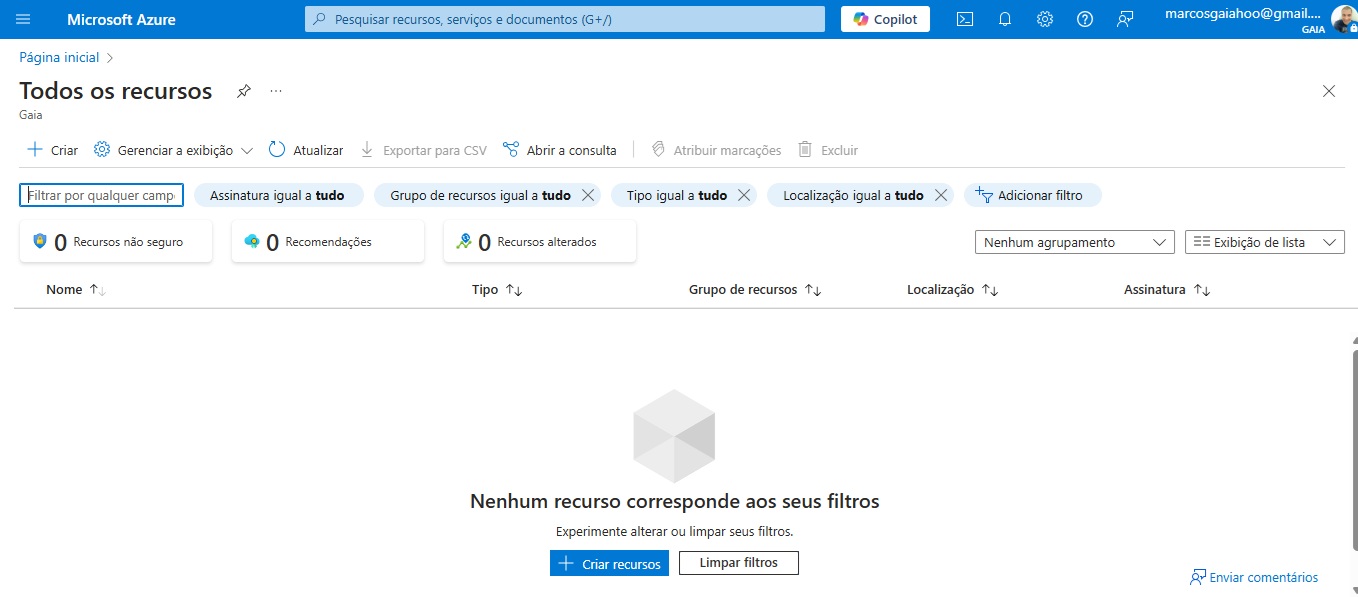 Microsoft Azure
Pesquisar recursos, serviços e documentos (G+/)
Copilot
marcosgaiahoo@gmail....
GAIA
Página inicial
Todos os recursos
...
Gaia
Criar
Gerenciar a exibição
Atualizar
Exportar para CSV
Abrir a consulta
Atribuir marcações
Excluir
Filtrar por qualquer camp
Assinatura igual a tudo
Grupo de recursos igual a tudo
Tipo igual a tudo
Localização igual a tudo
Adicionar filtro
0 Recursos não seguro
0 Recomendações
0 Recursos alterados
Nenhum agrupamento
Exibição de lista
Nome
Tipo
Grupo de recursos
Localização
Assinatura
Nenhum recurso corresponde aos seus filtros
Experimente alterar ou limpar seus filtros.
Criar recursos
Limpar filtros
Enviar comentários